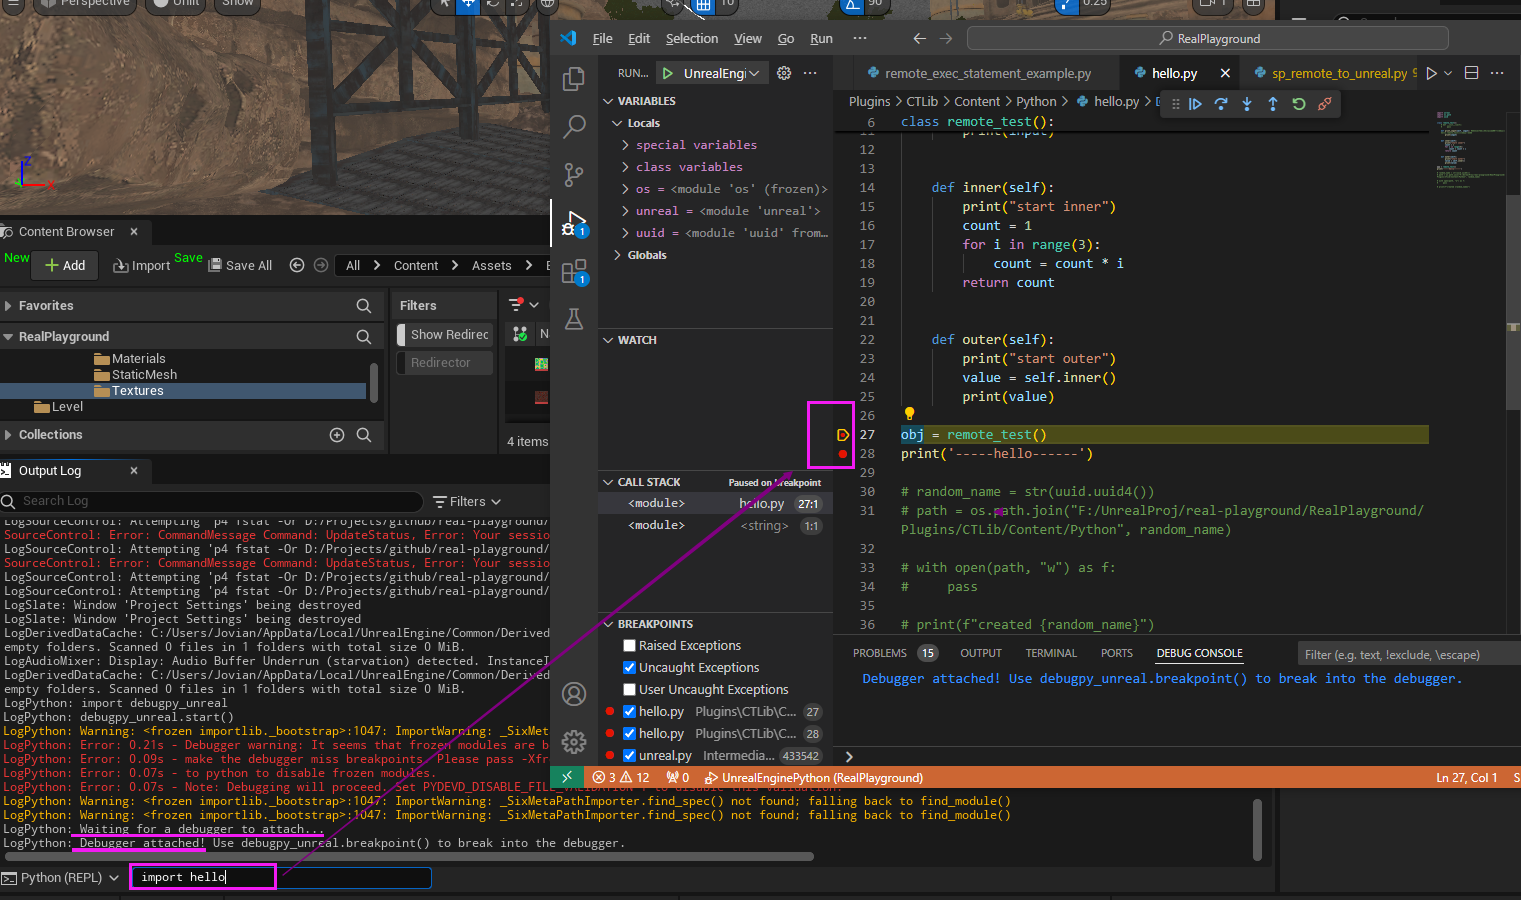 Perspective
Unlit
Show
10
90
0.25
1
File Edit Selection View Go Run ···
RealPlayground
RUN... UnrealEngi
remote_exec_statement_example.py
hello.py
sp_remote_to_unreal.py 9
VARIABLES
Locals
special variables
class variables
os = <module 'os' (frozen)>
unreal = <module 'unreal'>
uuid = <module 'uuid' from…
Globals
WATCH
CALL STACK Paused on breakpoint
<module> hello.py 27:1
<module> <string> 1:1
BREAKPOINTS
Raised Exceptions
Uncaught Exceptions
User Uncaught Exceptions
hello.py Plugins\CTLib\C... 27
hello.py Plugins\CTLib\C... 28
unreal.py Intermedia... 433542
1
1
Plugins > CTLib > Content > Python > hello.py >
6 class remote_test():
11 print(input)
12
13
14 def inner(self):
15 print("start inner")
16 count = 1
17 for i in range(3):
18 count = count * i
19 return count
20
21
22 def outer(self):
23 print("start outer")
24 value = self.inner()
25 print(value)
26
27 obj = remote_test()
28 print('-----hello------')
29
30 # random_name = str(uuid.uuid4())
31 # path = os.path.join("F:/UnrealProj/real-playground/RealPlayground/
Plugins/CTLib/Content/Python", random_name)
32
33 # with open(path, "w") as f:
34 # pass
35
36 # print(f"created {random_name}")
PROBLEMS 15 OUTPUT TERMINAL PORTS DEBUG CONSOLE
Filter (e.g. text, !exclude, \escape)
Debugger attached! Use debugpy_unreal.breakpoint() to break into the debugger.
3 12 0 UnrealEnginePython (RealPlayground)
Ln 27, Col 1 S
Z
X
Content Browser
New
Add
Import
Save
Save All
All > Content > Assets >
Favorites
RealPlayground
Materials
StaticMesh
Textures
Level
Collections
Filters
Show Redirec
Redirector
4 items
Output Log
Search Log
Filters
LogSourceControl: Attempting 'p4 fstat -Or D:/Projects/github/real-playground/
SourceControl: Error: CommandMessage Command: UpdateStatus, Error: Your sessio
LogSourceControl: Attempting 'p4 fstat -Or D:/Projects/github/real-playground/
SourceControl: Error: CommandMessage Command: UpdateStatus, Error: Your sessio
LogSourceControl: Attempting 'p4 fstat -Or D:/Projects/github/real-playground/
LogSourceControl: Attempting 'p4 fstat -Or D:/Projects/github/real-playground/
LogSlate: Window 'Project Settings' being destroyed
LogSlate: Window 'Project Settings' being destroyed
LogDerivedDataCache: C:/Users/Jovian/AppData/Local/UnrealEngine/Common/Derived
empty folders. Scanned 0 files in 1 folders with total size 0 MiB.
LogAudioMixer: Display: Audio Buffer Underrun (starvation) detected. InstanceI
LogDerivedDataCache: C:/Users/Jovian/AppData/Local/UnrealEngine/Common/Derived
empty folders. Scanned 0 files in 1 folders with total size 0 MiB.
LogPython: import debugpy_unreal
LogPython: debugpy_unreal.start()
LogPython: Warning: <frozen importlib._bootstrap>:1047: ImportWarning: _SixMeta
LogPython: Error: 0.21s - Debugger warning: It seems that frozen modules are b
LogPython: Error: 0.09s - make the debugger miss breakpoints. Please pass -Xfr
LogPython: Error: 0.07s - to python to disable frozen modules.
LogPython: Error: 0.07s - Note: Debugging will proceed. Set PYDEVD_DISABLE_FILE_VALIDATION=1 to disable this validation.
LogPython: Warning: <frozen importlib._bootstrap>:1047: ImportWarning: _SixMetaPathImporter.find_spec() not found; falling back to find_module()
LogPython: Warning: <frozen importlib._bootstrap>:1047: ImportWarning: _SixMetaPathImporter.find_spec() not found; falling back to find_module()
LogPython: Waiting for a debugger to attach...
LogPython: Debugger attached! Use debugpy_unreal.breakpoint() to break into the debugger.
Python (REPL)
import hello